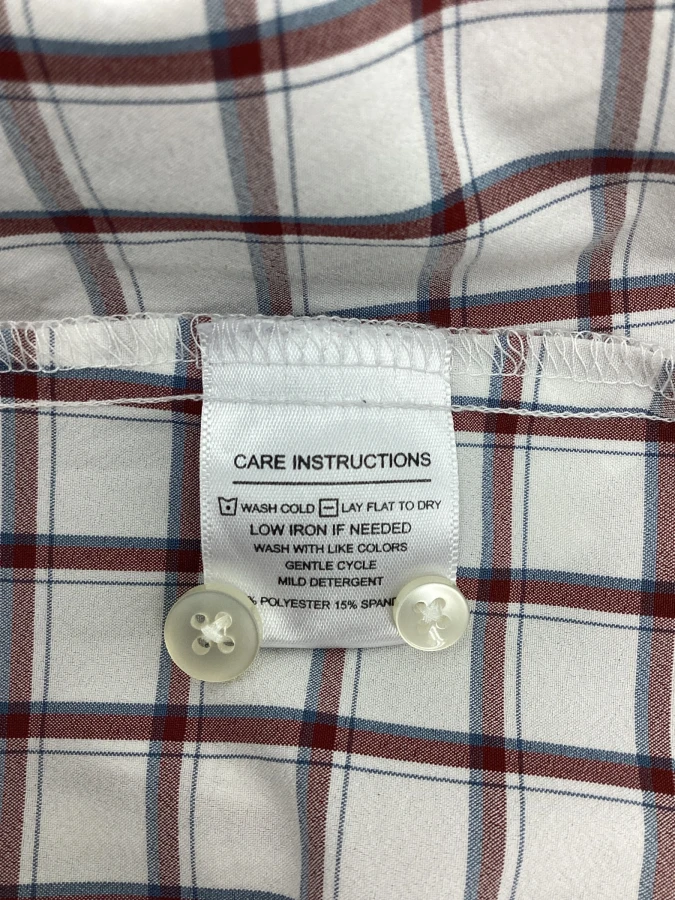 CARE INSTRUCTIONS
WASH COLD LAY FLAT TO DRY
LOW IRON IF NEEDED
WASH WITH LIKE COLORS
GENTLE CYCLE
MILD DETERGENT
% POLYESTER 15% SPAN